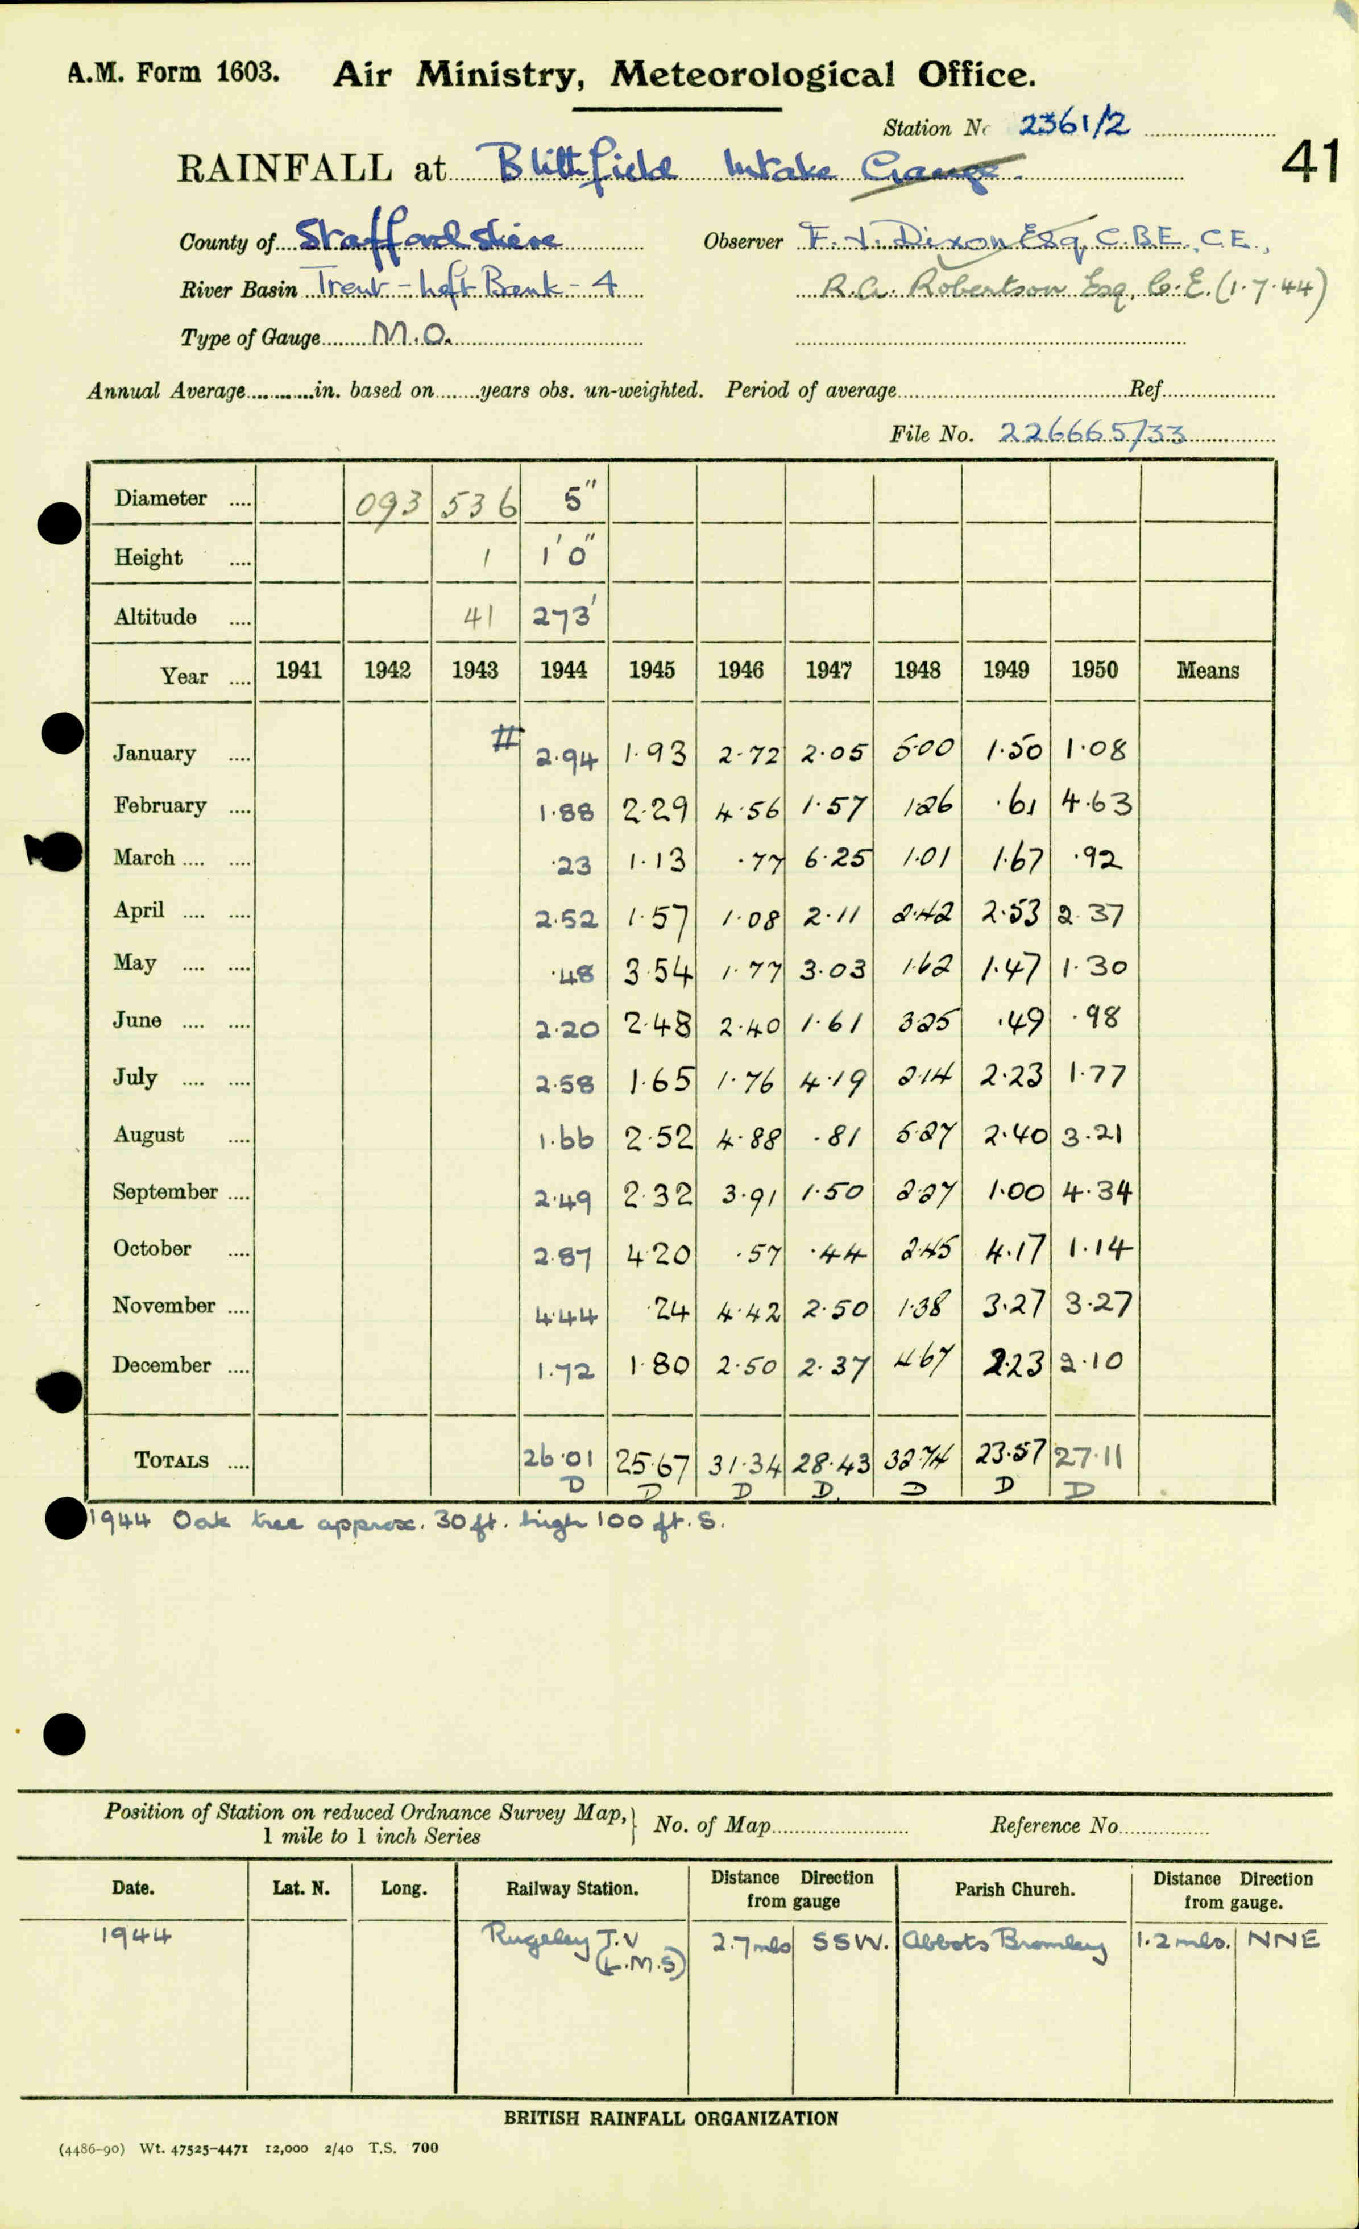 A.M. Form 1603. Air Ministry, Meteorological Office.
Station No 2361/2
RAINFALL at Blithfield Intake Gauge.
41
County of Staffordshire Observer F. J. Dixon Esq, C.B.E., C.E.,
River Basin Trent - Left Bank - 4 R.A. Robertson Esq. C.E. (1.7.44)
Type of Gauge M.O.
Annual Average in. based on years obs. un-weighted. Period of average Ref.
File No. 226665/33
Diameter 093 536 5"
Height 1 1'0"
Altitude 41 273'
Year 1941 1942 1943 1944 1945 1946 1947 1948 1949 1950 Means
January # 2.94 1.93 2.72 2.05 5.00 1.50 1.08
February 1.88 2.29 4.56 1.57 1.26 .61 4.63
March .23 1.13 .77 6.25 1.01 1.67 .92
April 2.52 1.57 1.08 2.11 2.42 2.53 2.37
May .48 3.54 1.77 3.03 1.62 1.47 1.30
June 2.20 2.48 2.40 1.61 3.25 .49 .98
July 2.58 1.65 1.76 4.19 2.14 2.23 1.77
August 1.66 2.52 4.88 .81 5.27 2.40 3.21
September 2.49 2.32 3.91 1.50 2.27 1.00 4.34
October 2.87 4.20 .57 .44 2.45 4.17 1.14
November 4.44 .24 4.42 2.50 1.38 3.27 3.27
December 1.72 1.80 2.50 2.37 4.67 2.23 2.10
TOTALS 26.01 25.67 31.34 28.43 32.74 23.57 27.11
D D D D. D D D
1944 Oak tree approx. 30 ft. high 100 ft. S.
Position of Station on reduced Ordnance Survey Map, No. of Map Reference No.
1 mile to 1 inch Series
Date. Lat. N. Long. Railway Station. Distance Direction from gauge Parish Church. Distance Direction from gauge.
1944 Rugeley T.V (L.M.S) 2.7 mls SSW. Abbots Bromley 1.2 mls. NNE
BRITISH RAINFALL ORGANIZATION
(4486-90) Wt. 47525-4471 12,000 2/40 T.S. 700